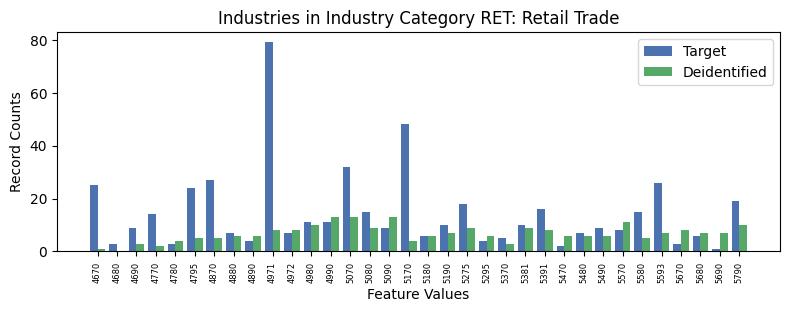 Industries in Industry Category RET: Retail Trade
Target
Deidentified
Record Counts
80
60
40
20
0
4670 4680 4690 4770 4780 4795 4870 4880 4890 4971 4972 4980 4990 5070 5080 5090 5170 5180 5190 5275 5295 5370 5381 5391 5470 5480 5490 5570 5580 5593 5670 5680 5690 5790
Feature Values